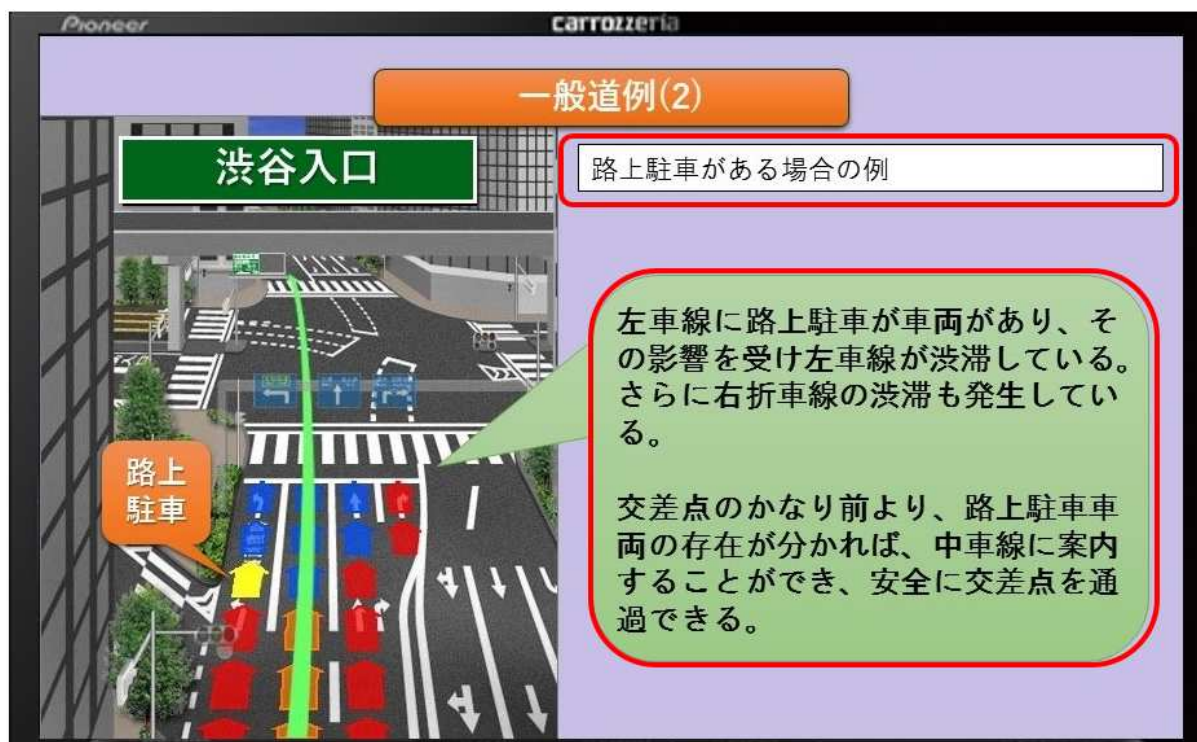 Pioneer
carrozzeria
一般道例(2)
渋谷入口
路上駐車がある場合の例
左車線に路上駐車が車両があり、そ
の影響を受け左車線が渋滞している。
さらに右折車線の渋滞も発生してい
る。
交差点のかなり前より、路上駐車車
両の存在が分かれば、中車線に案内
することができ、安全に交差点を通
過できる。
路上
駐車